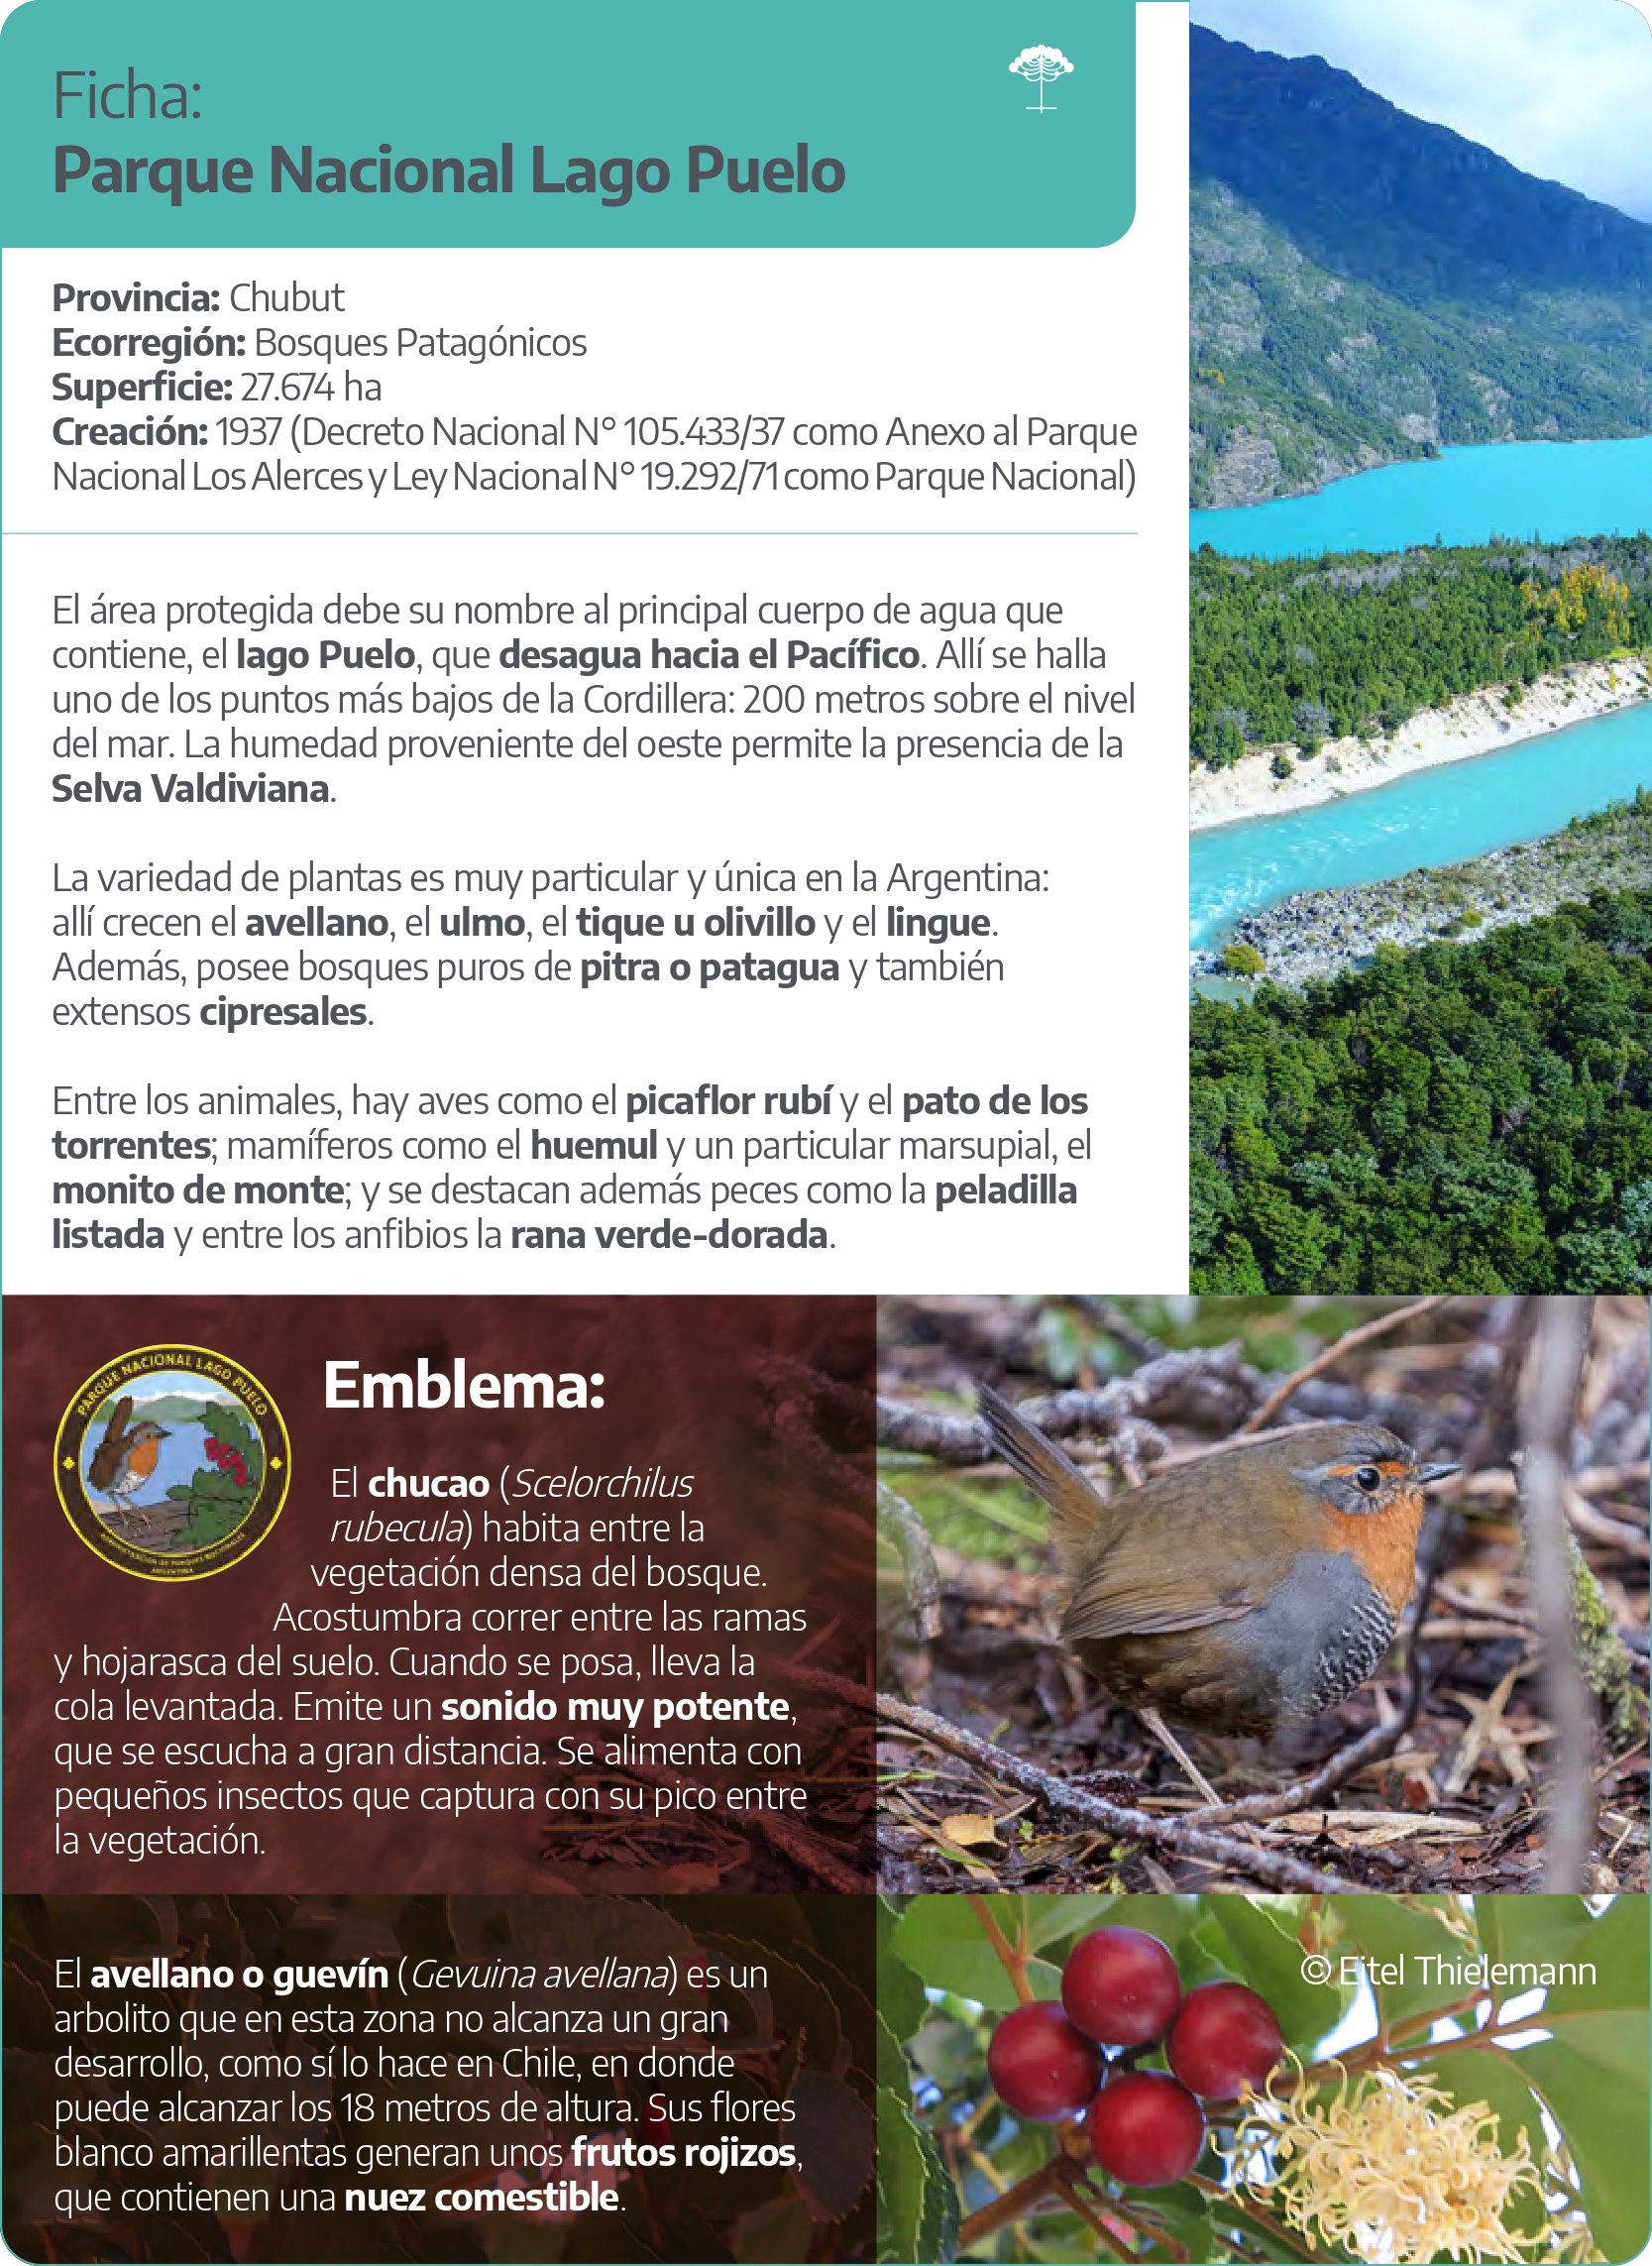 Ficha:
Parque Nacional Lago Puelo
Provincia: Chubut
Ecorregión: Bosques Patagónicos
Superficie: 27.674 ha
Creación: 1937 (Decreto Nacional N° 105.433/37 como Anexo al Parque
Nacional Los Alerces y Ley Nacional N° 19.292/71 como Parque Nacional)
El área protegida debe su nombre al principal cuerpo de agua que
contiene, el lago Puelo, que desagua hacia el Pacífico. Allí se halla
uno de los puntos más bajos de la Cordillera: 200 metros sobre el nivel
del mar. La humedad proveniente del oeste permite la presencia de la
Selva Valdiviana.
La variedad de plantas es muy particular y única en la Argentina:
allí crecen el avellano, el ulmo, el tique u olivillo y el lingue.
Además, posee bosques puros de pitra o patagua y también
extensos cipresales.
Entre los animales, hay aves como el picaflor rubí y el pato de los
torrentes; mamíferos como el huemul y un particular marsupial, el
monito de monte; y se destacan además peces como la peladilla
listada y entre los anfibios la rana verde-dorada.
PARQUE NACIONAL LAGO PUELO
ADMINISTRACIÓN DE PARQUES NACIONALES
ARGENTINA
Emblema:
El chucao (Scelorchilus
rubecula) habita entre la
vegetación densa del bosque.
Acostumbra correr entre las ramas
y hojarasca del suelo. Cuando se posa, lleva la
cola levantada. Emite un sonido muy potente,
que se escucha a gran distancia. Se alimenta con
pequeños insectos que captura con su pico entre
la vegetación.
El avellano o guevín (Gevuina avellana) es un
arbolito que en esta zona no alcanza un gran
desarrollo, como sí lo hace en Chile, en donde
puede alcanzar los 18 metros de altura. Sus flores
blanco amarillentas generan unos frutos rojizos,
que contienen una nuez comestible.
© Eitel Thielemann